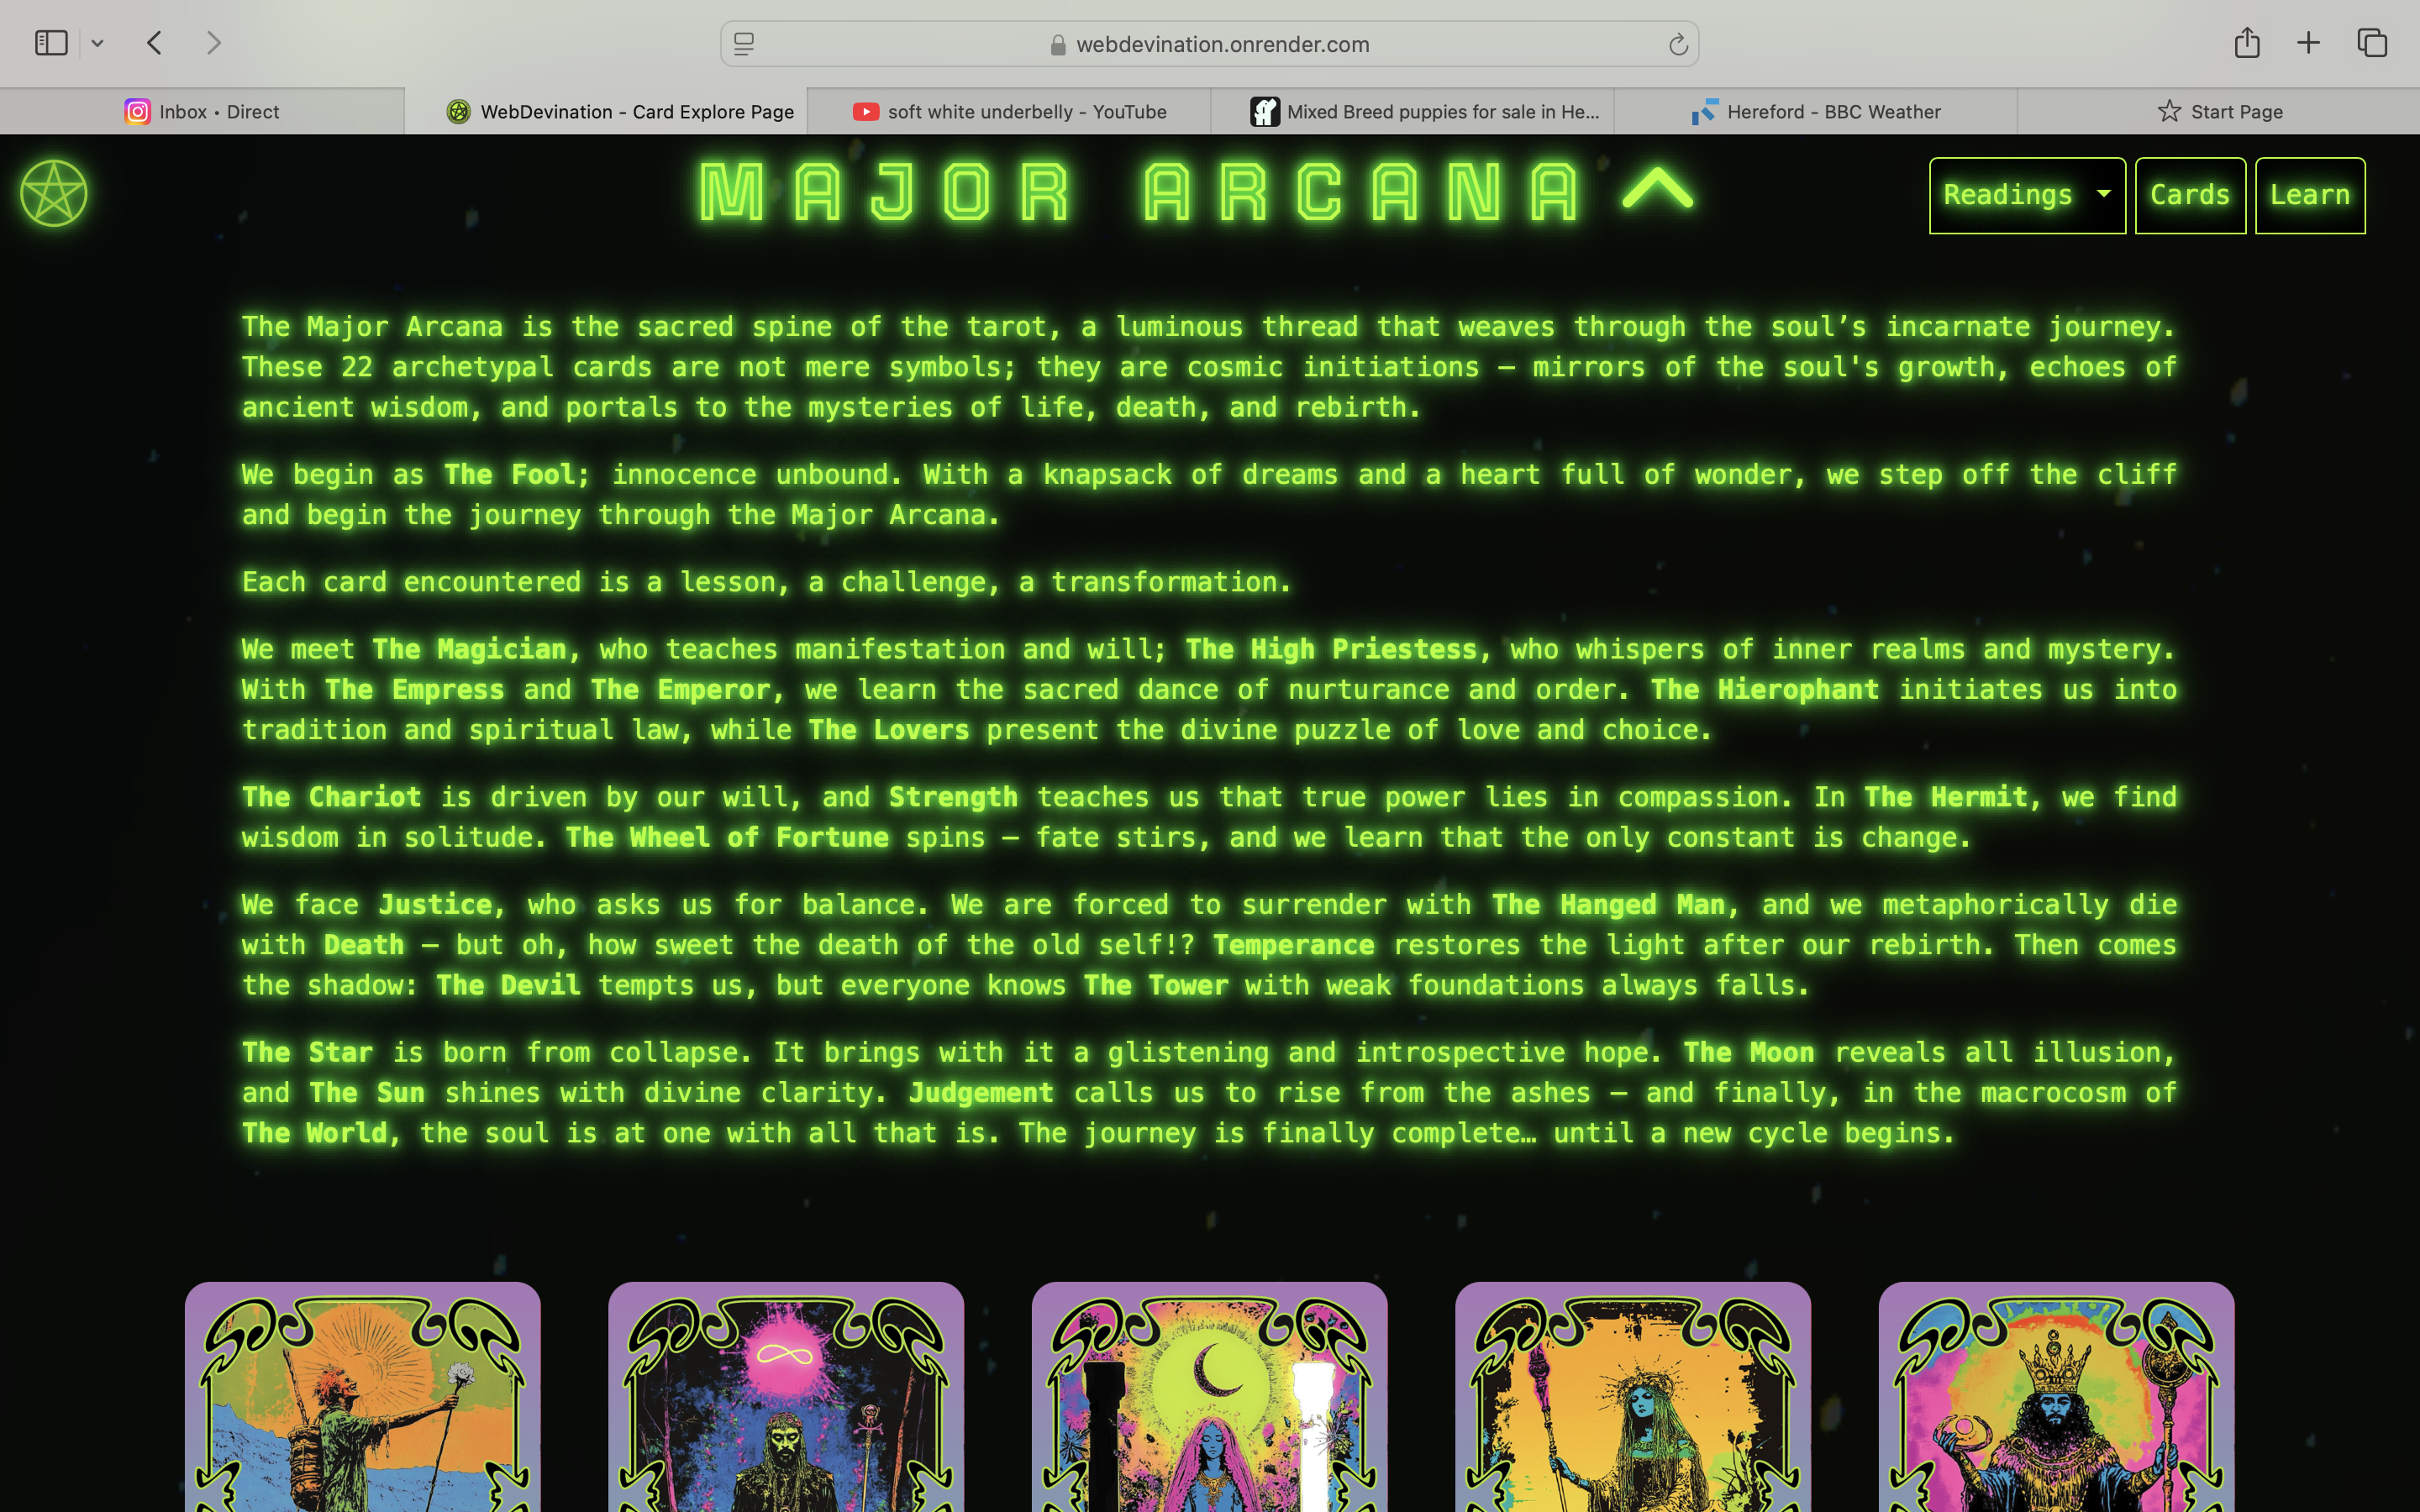 webdevination.onrender.com
Inbox • Direct
WebDevination - Card Explore Page
soft white underbelly - YouTube
Mixed Breed puppies for sale in He...
Hereford - BBC Weather
Start Page
MAJOR ARCANA
Readings
Cards
Learn
The Major Arcana is the sacred spine of the tarot, a luminous thread that weaves through the soul’s incarnate journey.
These 22 archetypal cards are not mere symbols; they are cosmic initiations — mirrors of the soul's growth, echoes of
ancient wisdom, and portals to the mysteries of life, death, and rebirth.
We begin as The Fool; innocence unbound. With a knapsack of dreams and a heart full of wonder, we step off the cliff
and begin the journey through the Major Arcana.
Each card encountered is a lesson, a challenge, a transformation.
We meet The Magician, who teaches manifestation and will; The High Priestess, who whispers of inner realms and mystery.
With The Empress and The Emperor, we learn the sacred dance of nurturance and order. The Hierophant initiates us into
tradition and spiritual law, while The Lovers present the divine puzzle of love and choice.
The Chariot is driven by our will, and Strength teaches us that true power lies in compassion. In The Hermit, we find
wisdom in solitude. The Wheel of Fortune spins — fate stirs, and we learn that the only constant is change.
We face Justice, who asks us for balance. We are forced to surrender with The Hanged Man, and we metaphorically die
with Death — but oh, how sweet the death of the old self!? Temperance restores the light after our rebirth. Then comes
the shadow: The Devil tempts us, but everyone knows The Tower with weak foundations always falls.
The Star is born from collapse. It brings with it a glistening and introspective hope. The Moon reveals all illusion,
and The Sun shines with divine clarity. Judgement calls us to rise from the ashes — and finally, in the macrocosm of
The World, the soul is at one with all that is. The journey is finally complete… until a new cycle begins.